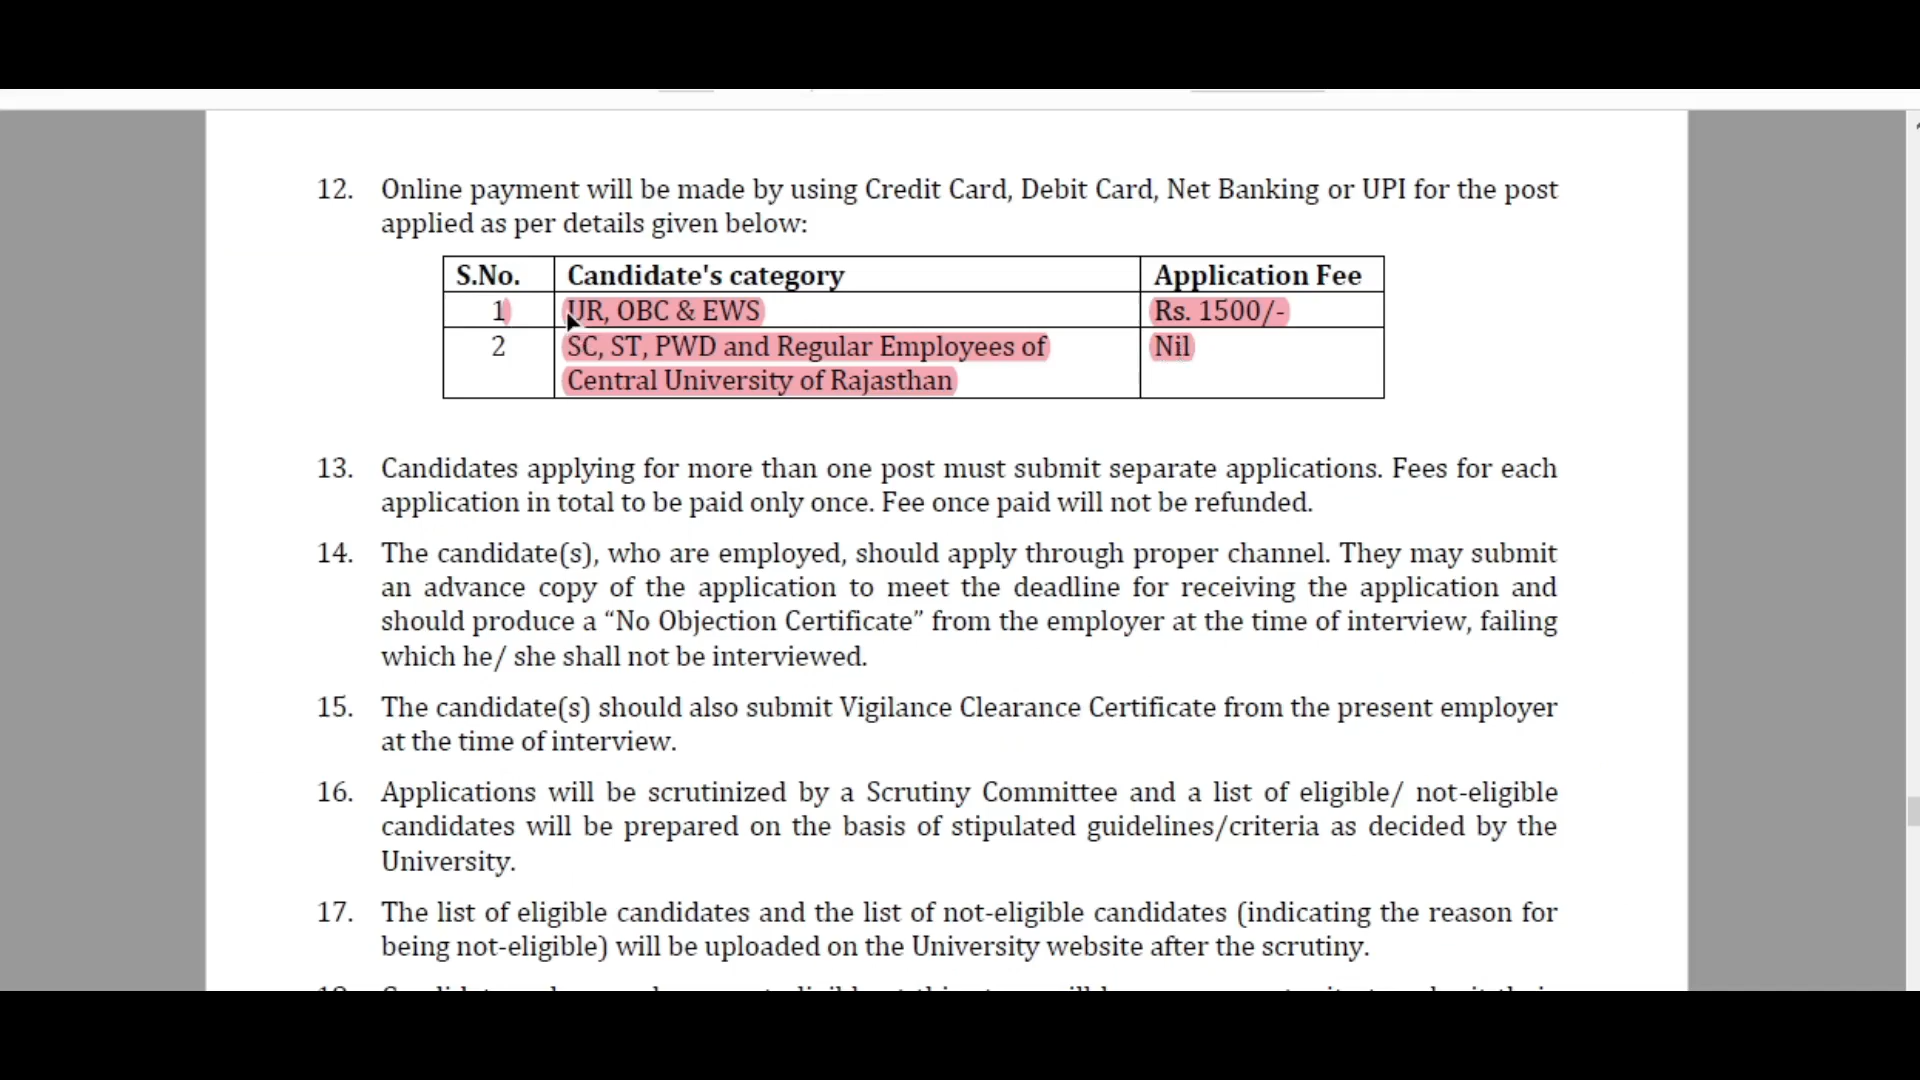 12. Online payment will be made by using Credit Card, Debit Card, Net Banking or UPI for the post
applied as per details given below:
S.No. Candidate's category Application Fee
1 UR, OBC & EWS Rs. 1500/-
2 SC, ST, PWD and Regular Employees of Nil
Central University of Rajasthan
13. Candidates applying for more than one post must submit separate applications. Fees for each
application in total to be paid only once. Fee once paid will not be refunded.
14. The candidate(s), who are employed, should apply through proper channel. They may submit
an advance copy of the application to meet the deadline for receiving the application and
should produce a “No Objection Certificate” from the employer at the time of interview, failing
which he/ she shall not be interviewed.
15. The candidate(s) should also submit Vigilance Clearance Certificate from the present employer
at the time of interview.
16. Applications will be scrutinized by a Scrutiny Committee and a list of eligible/ not-eligible
candidates will be prepared on the basis of stipulated guidelines/criteria as decided by the
University.
17. The list of eligible candidates and the list of not-eligible candidates (indicating the reason for
being not-eligible) will be uploaded on the University website after the scrutiny.